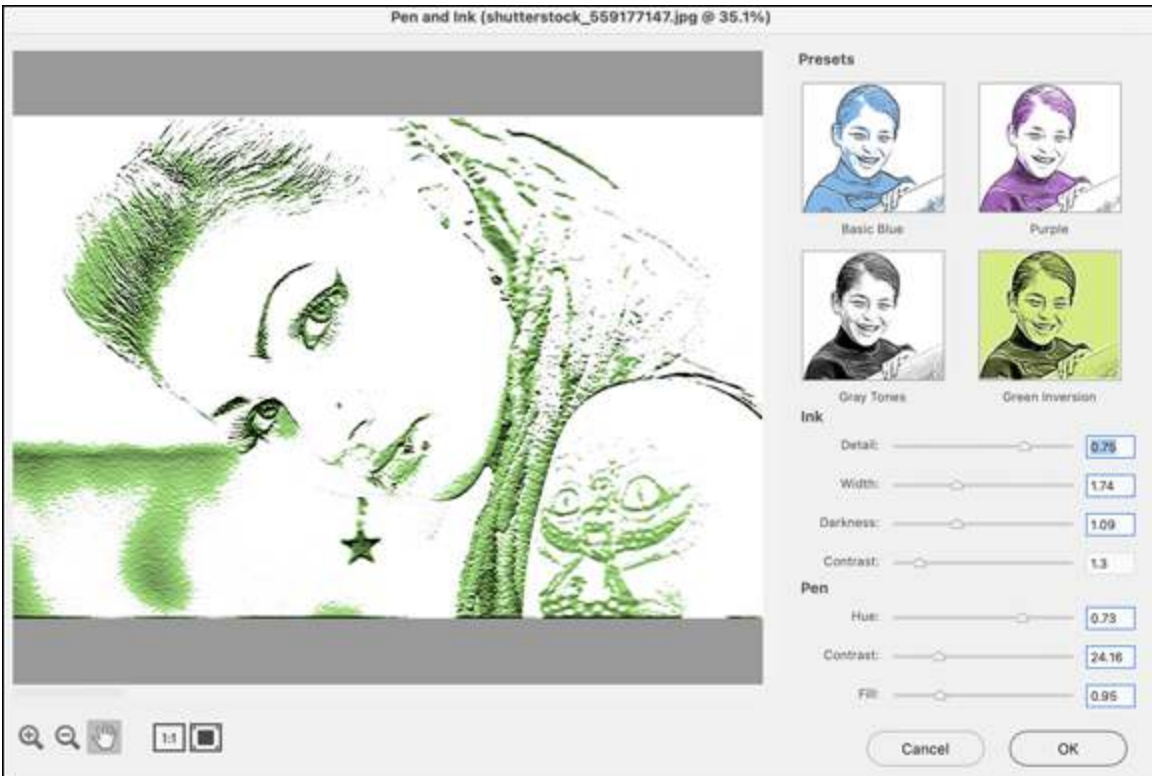 Pen and Ink (shutterstock_559177147.jpg @ 35.1%)
Presets
Basic Blue
Purple
Gray Tones
Green Inversion
Ink
Detail: 0.75
Width: 1.74
Darkness: 1.09
Contrast: 1.3
Pen
Hue: 0.73
Contrast: 24.16
Fill: 0.95
1:1
Cancel
OK